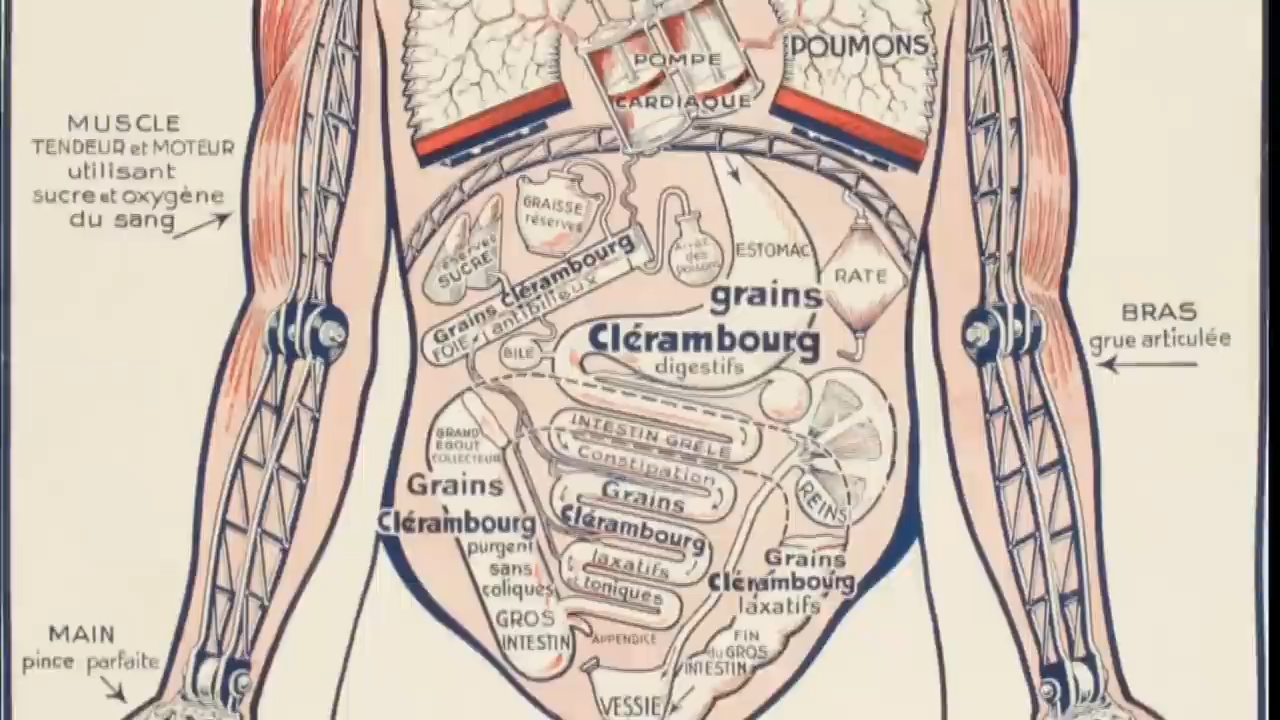 POUMONS
POMPE
CARDIAQUE
MUSCLE
TENDEUR et MOTEUR
utilisant
sucre et oxygène
du sang
GRAISSE
réserves
réserves
SUCRE
des
poisons
ESTOMAC
RATE
Grains Clérambourg
FOIE - antibilieux
BILE
grains
Clérambourg
digestifs
BRAS
grue articulée
INTESTIN GRÊLE
Constipation
Grains
Clérambourg
laxatifs
et toniques
GRAND
EGOUT
COLLECTEUR
Grains
Clérambourg
purgent
sans
coliques
GROS
INTESTIN
REINS
Grains
Clérambourg
laxatifs
APPENDICE
FIN
du GROS
INTESTIN
VESSIE
MAIN
pince parfaite